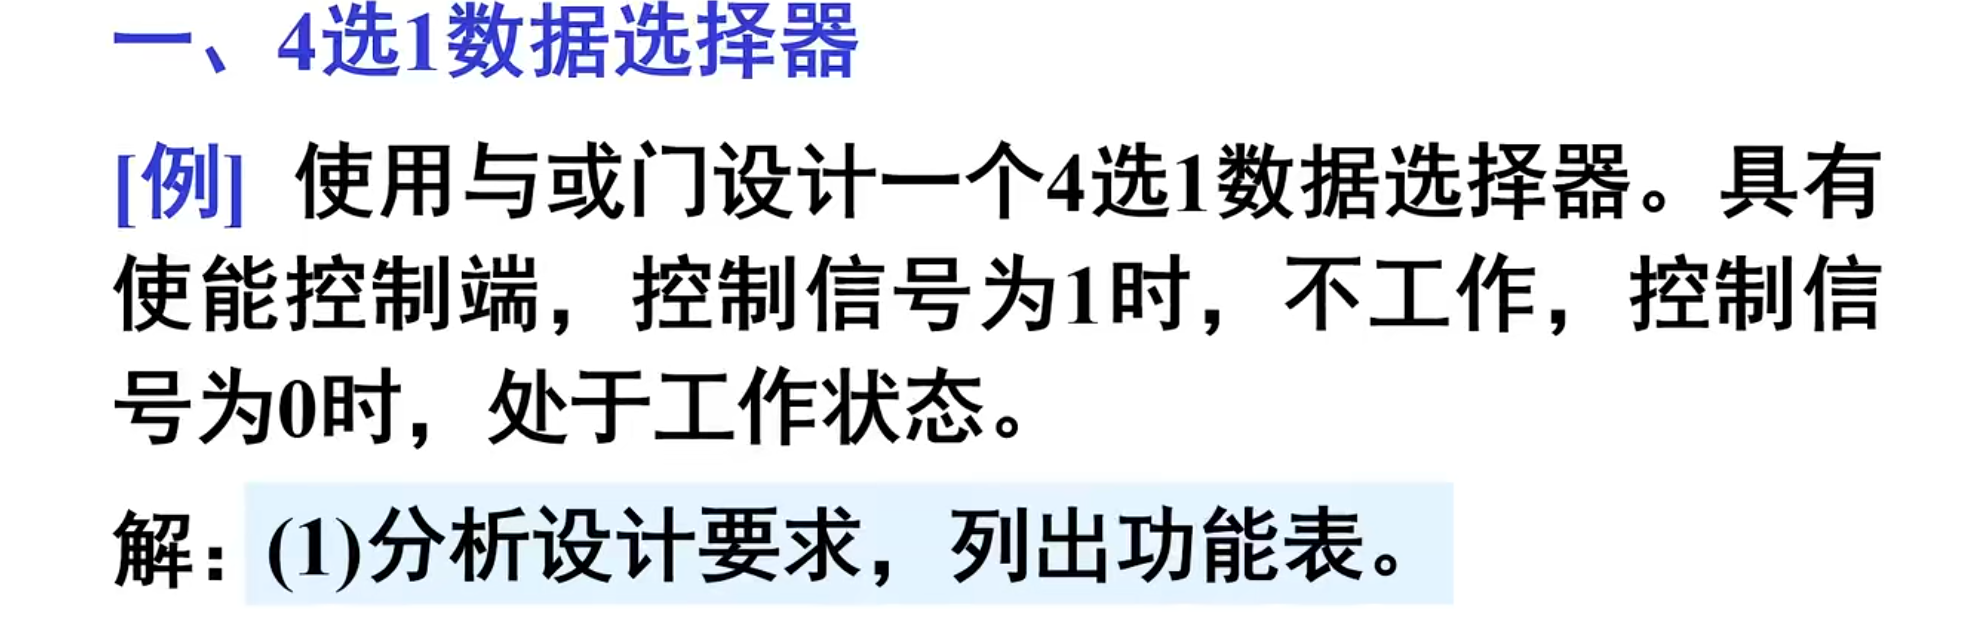 一、4选1数据选择器
[例] 使用与或门设计一个4选1数据选择器。具有
使能控制端，控制信号为1时，不工作，控制信
号为0时，处于工作状态。
解：(1)分析设计要求，列出功能表。